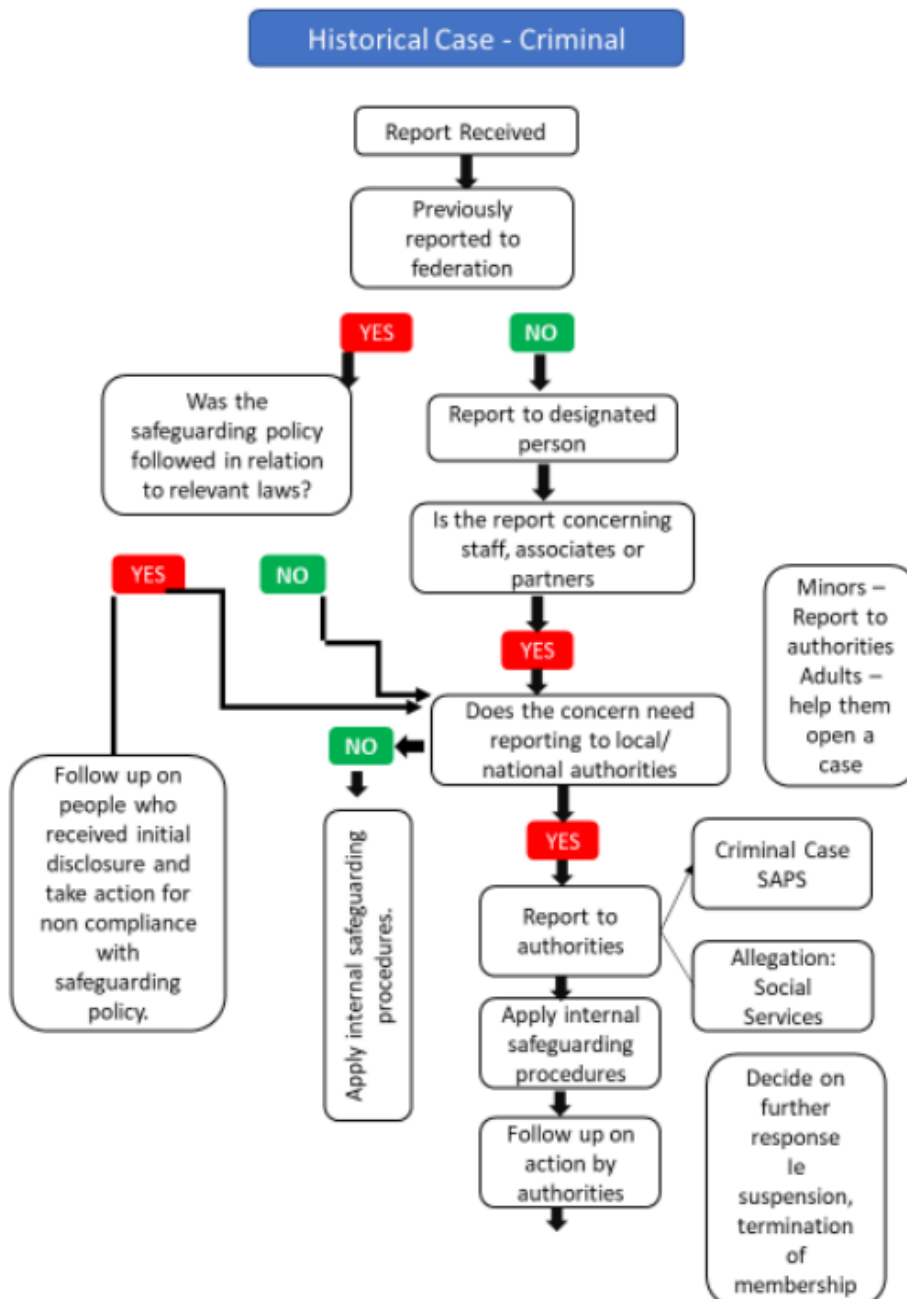 Historical Case - Criminal
Report Received
Previously
reported to
federation
YES
NO
Was the
safeguarding policy
followed in relation
to relevant laws?
Report to designated
person
Is the report concerning
staff, associates or
partners
YES
NO
YES
Minors –
Report to
authorities
Adults –
help them
open a
case
Does the concern need
reporting to local/
national authorities
NO
Follow up on
people who
received initial
disclosure and
take action for
non compliance
with
safeguarding
policy.
Apply internal safeguarding
procedures.
YES
Report to
authorities
Criminal Case
SAPS
Allegation:
Social
Services
Apply internal
safeguarding
procedures
Follow up on
action by
authorities
Decide on
further
response
Ie
suspension,
termination
of
membership